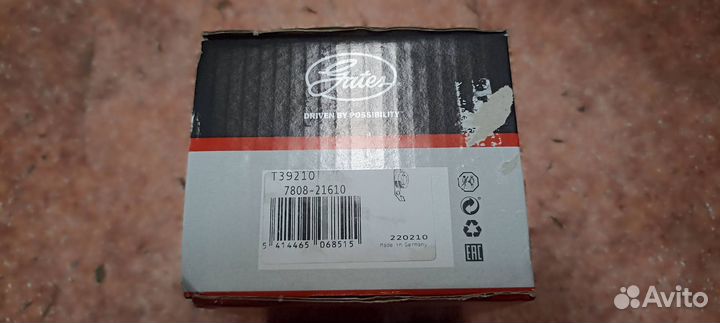 Gates
DRIVEN BY POSSIBILITY
T39210
7808-21610
5 414465 068515
220210
Made in Germany
EAC
Avito